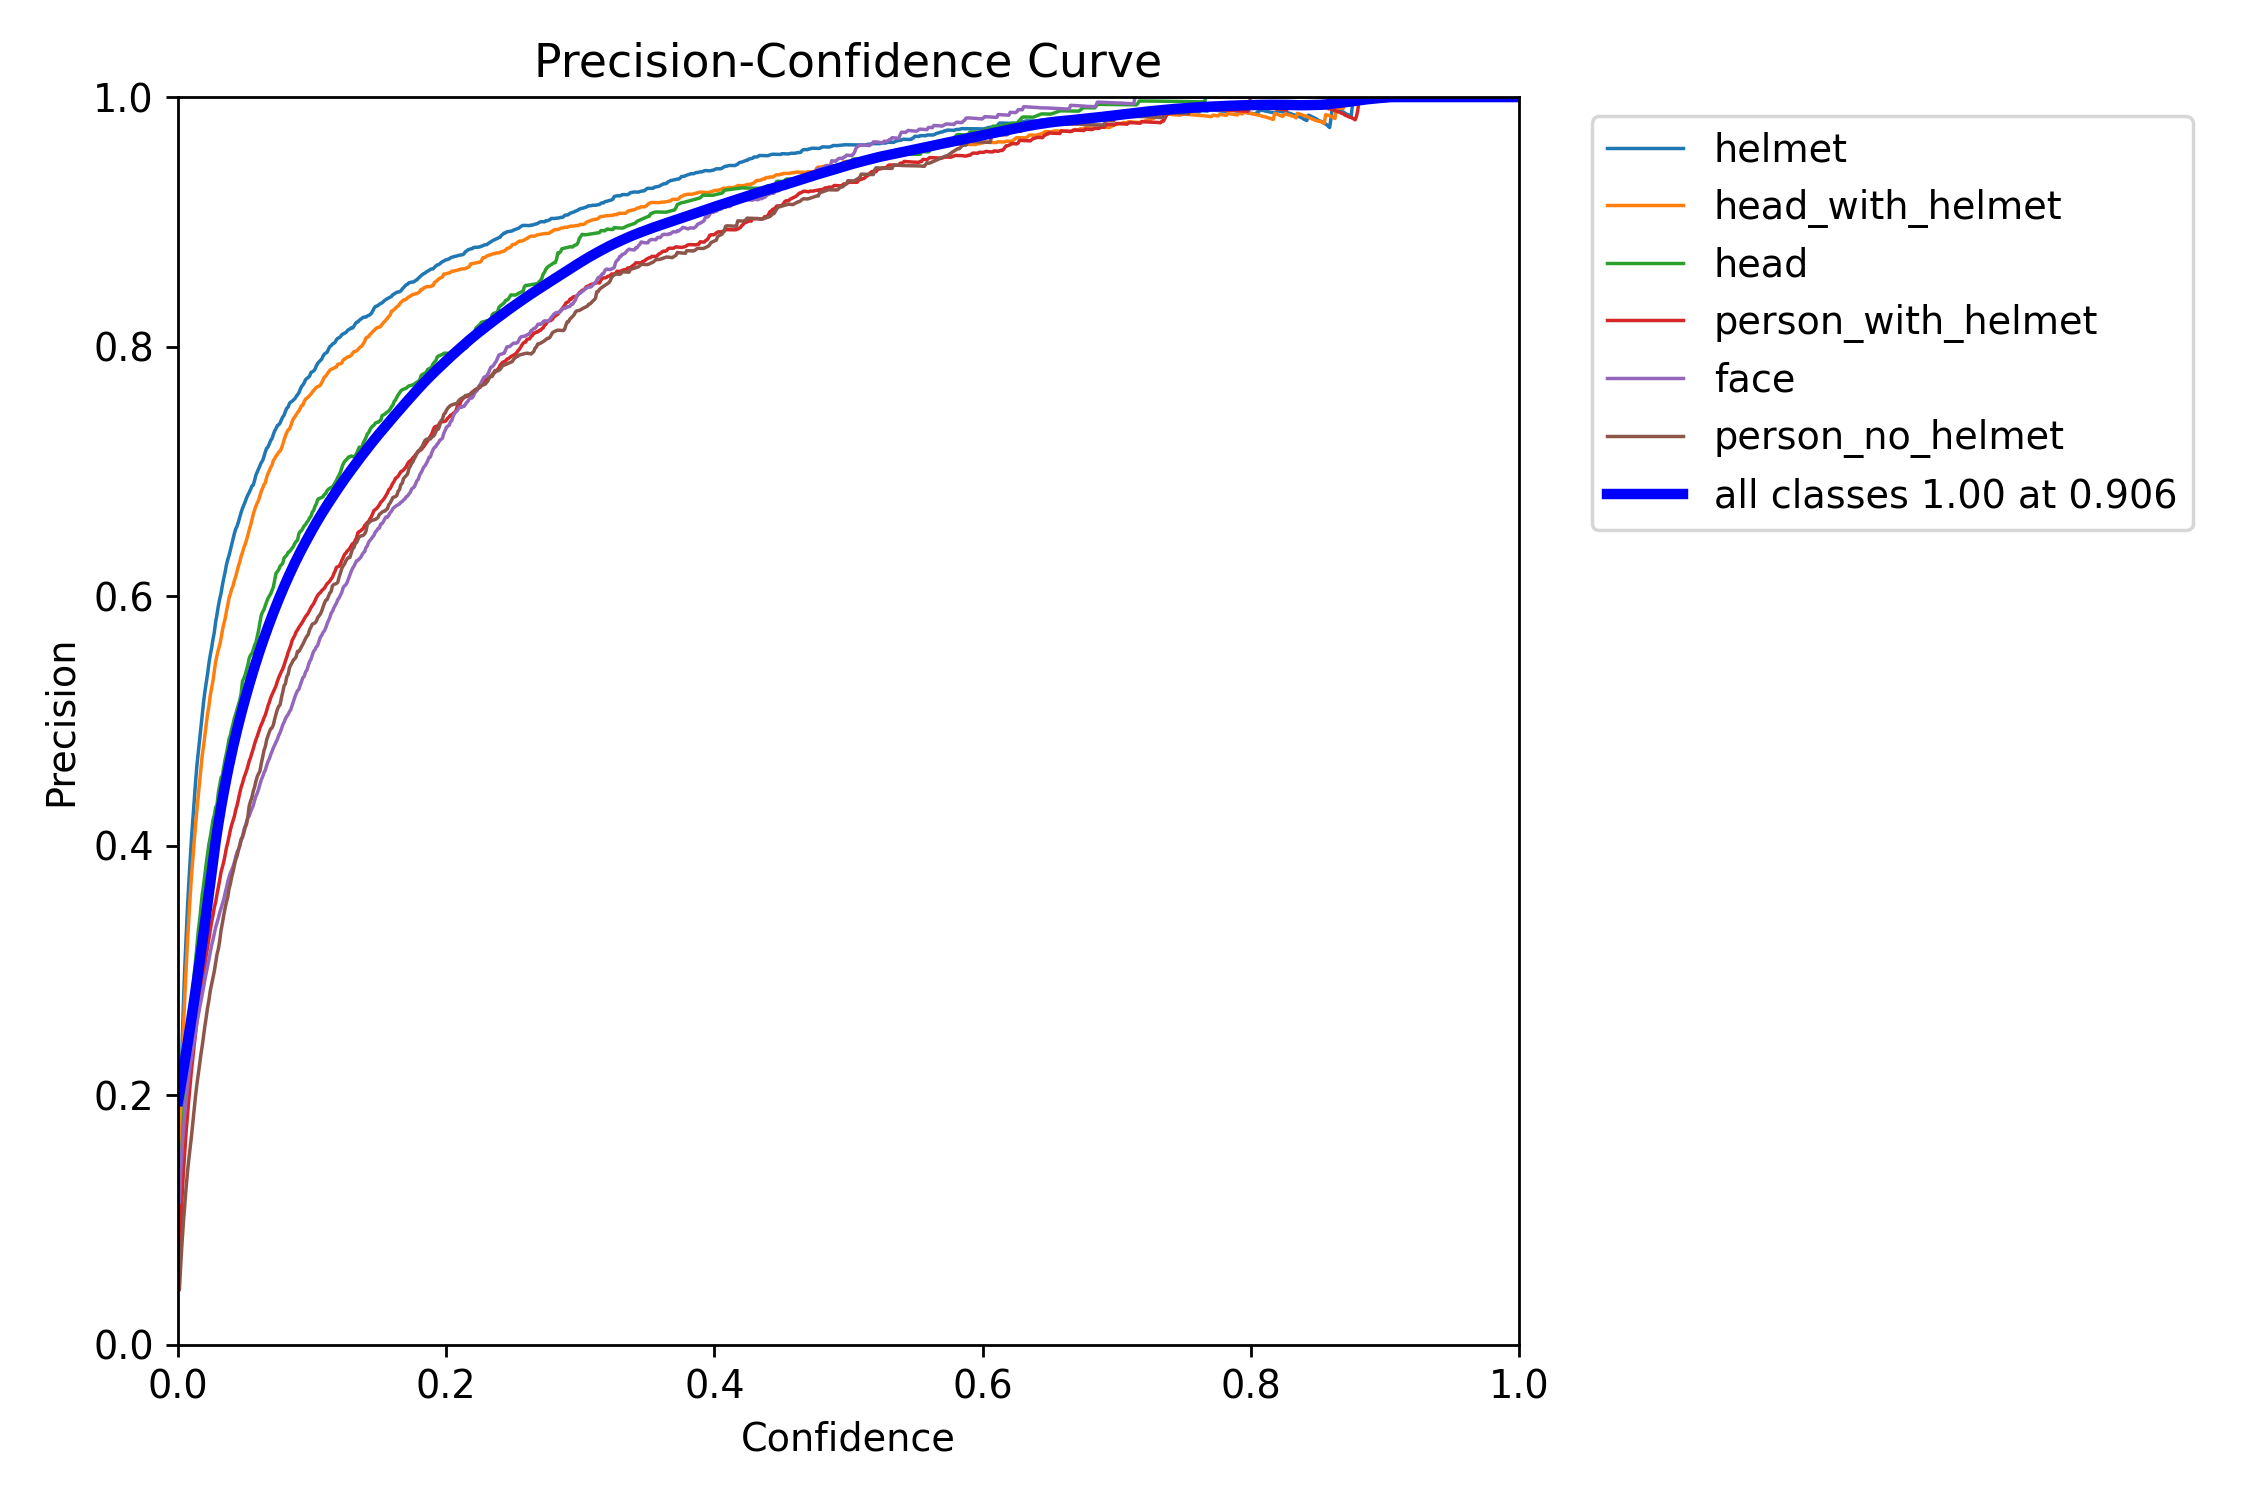 Precision-Confidence Curve
1.0
0.8
0.6
0.4
0.2
0.0
Precision
0.0 0.2 0.4 0.6 0.8 1.0
Confidence
helmet
head_with_helmet
head
person_with_helmet
face
person_no_helmet
all classes 1.00 at 0.906